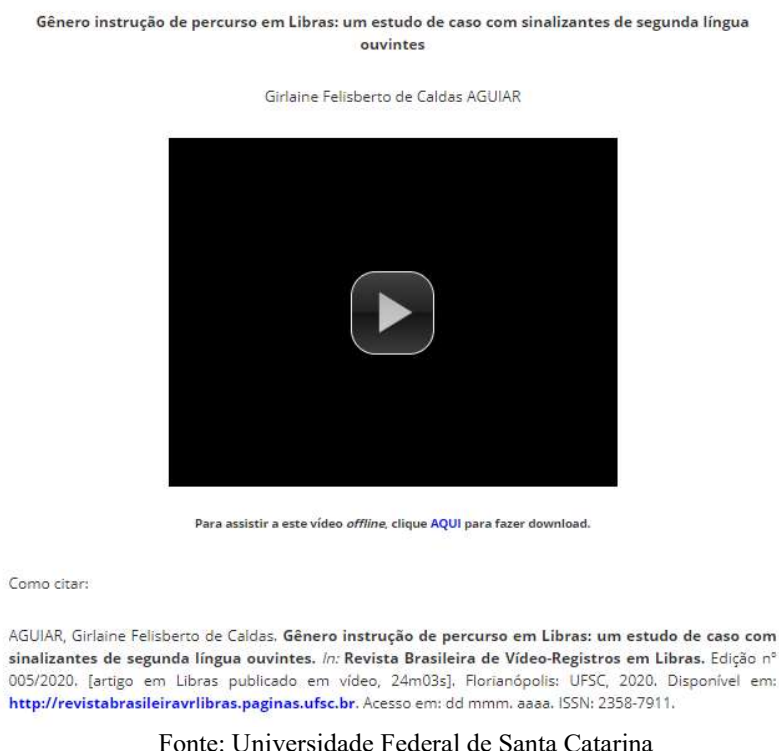 Gênero instrução de percurso em Libras: um estudo de caso com sinalizantes de segunda língua
ouvintes
Girlaine Felisberto de Caldas AGUIAR
Para assistir a este vídeo offline, clique AQUI para fazer download.
Como citar:
AGUIAR, Girlaine Felisberto de Caldas. Gênero instrução de percurso em Libras: um estudo de caso com
sinalizantes de segunda língua ouvintes. In: Revista Brasileira de Vídeo-Registros em Libras. Edição nº
005/2020. [artigo em Libras publicado em vídeo, 24m03s]. Florianópolis: UFSC, 2020. Disponível em:
http://revistabrasileiravrlibras.paginas.ufsc.br. Acesso em: dd mmm. aaaa. ISSN: 2358-7911.
Fonte: Universidade Federal de Santa Catarina